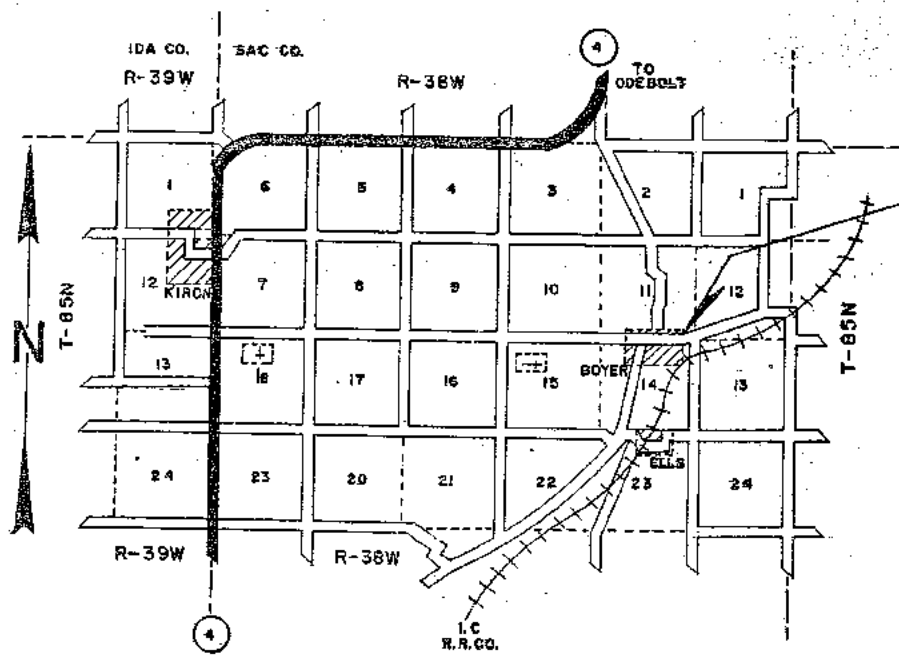 IDA CO. SAC CO.
4
R-39W R-38W
TO
ODEBOLT
1 6 5 4 3 2 1
12 7 8 9 10 11 12
KIRON
N
T-85N
T-85N
BOYER
13 18 17 16 15 14 13
ELLS
24 23 20 21 22 23 24
R-39W R-38W
4
I.C
R.R.CO.